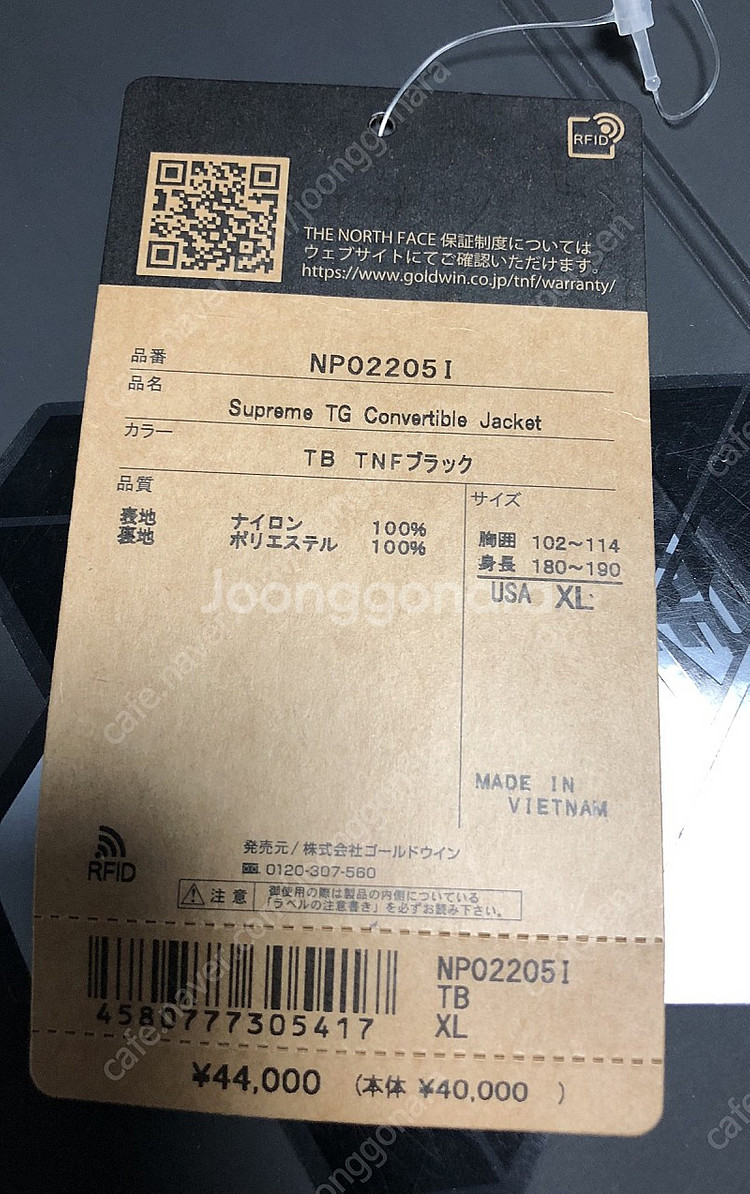 RFID
THE NORTH FACE 保証制度については
ウェブサイトにてご確認いただけます。
https://www.goldwin.co.jp/tnf/warranty/
品番 NP02205I
品名
Supreme TG Convertible Jacket
カラー
TB TNFブラック
品質
表地 ナイロン 100%
裏地 ポリエステル 100%
サイズ
胸囲 102～114
身長 180～190
USA XL
MADE IN
VIETNAM
RFID
発売元/株式会社ゴールドウイン
0120-307-560
注意 御使用の際は製品の内側についている
「ラベルの注意書き」を必ずお読み下さい。
4580777305417
NP02205I
TB
XL
¥44,000 (本体 ¥40,000 )
Joonggonara